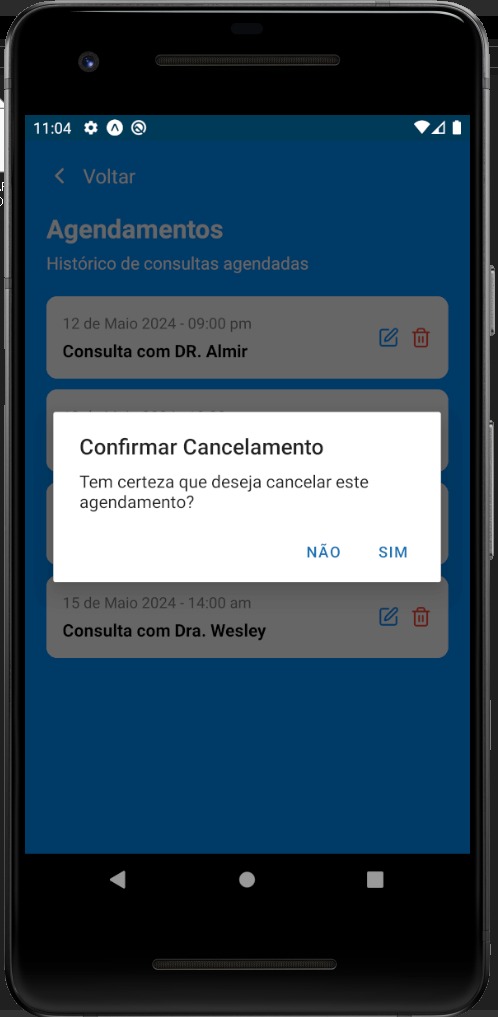 11:04
Voltar
Agendamentos
Histórico de consultas agendadas
12 de Maio 2024 - 09:00 pm
Consulta com DR. Almir
Confirmar Cancelamento
Tem certeza que deseja cancelar este
agendamento?
NÃO SIM
15 de Maio 2024 - 14:00 am
Consulta com Dra. Wesley